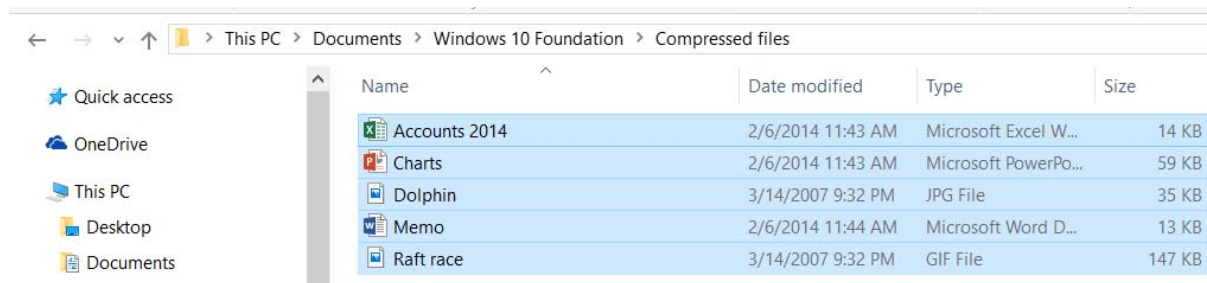 This PC > Documents > Windows 10 Foundation > Compressed files
Quick access
OneDrive
This PC
Desktop
Documents
Name Date modified Type Size
Accounts 2014 2/6/2014 11:43 AM Microsoft Excel W... 14 KB
Charts 2/6/2014 11:43 AM Microsoft PowerPo... 59 KB
Dolphin 3/14/2007 9:32 PM JPG File 35 KB
Memo 2/6/2014 11:44 AM Microsoft Word D... 13 KB
Raft race 3/14/2007 9:32 PM GIF File 147 KB